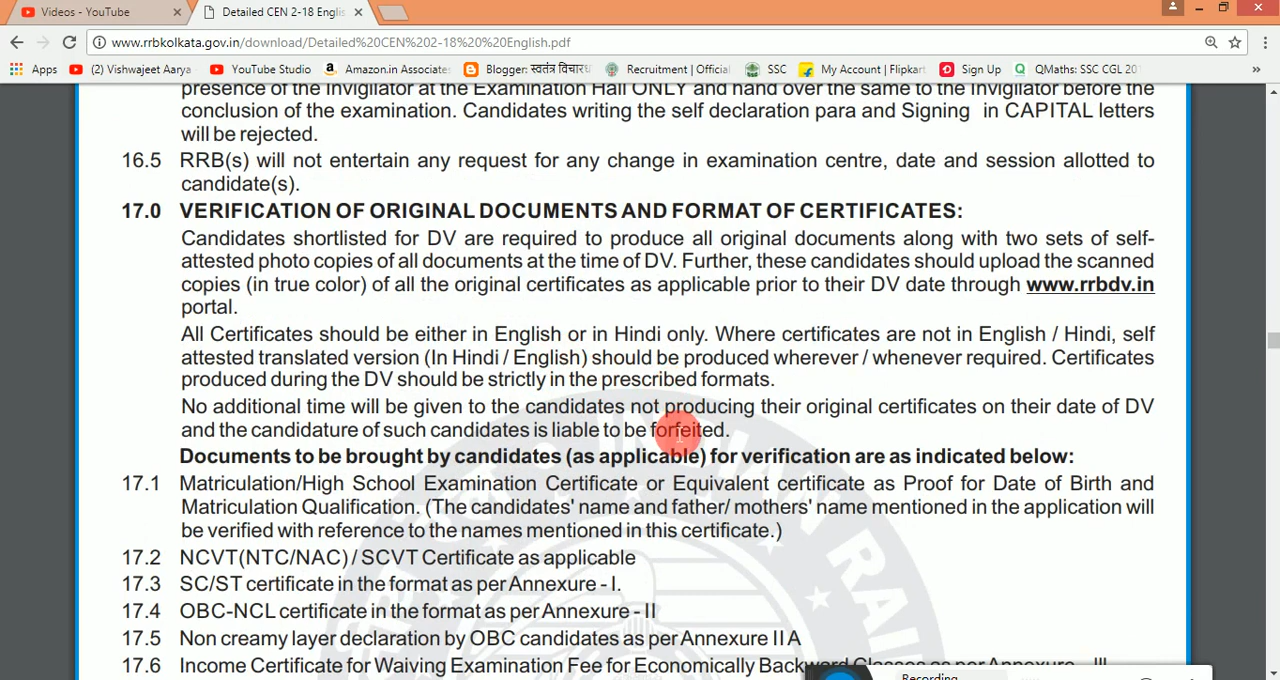 Videos - YouTube
Detailed CEN 2-18 Englis
www.rrbkolkata.gov.in/download/Detailed%20CEN%202-18%20%20English.pdf
Apps (2) Vishwajeet Aarya YouTube Studio Amazon.in Associate Blogger: स्वतंत्र विचार Recruitment | Official SSC My Account | Flipkart Sign Up QMaths: SSC CGL 20 »
presence of the Invigilator at the Examination Hall ONLY and hand over the same to the Invigilator before the
conclusion of the examination. Candidates writing the self declaration para and Signing in CAPITAL letters
will be rejected.
16.5 RRB(s) will not entertain any request for any change in examination centre, date and session allotted to
candidate(s).
17.0 VERIFICATION OF ORIGINAL DOCUMENTS AND FORMAT OF CERTIFICATES:
Candidates shortlisted for DV are required to produce all original documents along with two sets of self-
attested photo copies of all documents at the time of DV. Further, these candidates should upload the scanned
copies (in true color) of all the original certificates as applicable prior to their DV date through www.rrbdv.in
portal.
All Certificates should be either in English or in Hindi only. Where certificates are not in English / Hindi, self
attested translated version (In Hindi / English) should be produced wherever / whenever required. Certificates
produced during the DV should be strictly in the prescribed formats.
No additional time will be given to the candidates not producing their original certificates on their date of DV
and the candidature of such candidates is liable to be forfeited.
Documents to be brought by candidates (as applicable) for verification are as indicated below:
17.1 Matriculation/High School Examination Certificate or Equivalent certificate as Proof for Date of Birth and
Matriculation Qualification. (The candidates' name and father/ mothers' name mentioned in the application will
be verified with reference to the names mentioned in this certificate.)
17.2 NCVT(NTC/NAC) / SCVT Certificate as applicable
17.3 SC/ST certificate in the format as per Annexure - I.
17.4 OBC-NCL certificate in the format as per Annexure - II
17.5 Non creamy layer declaration by OBC candidates as per Annexure II A
17.6 Income Certificate for Waiving Examination Fee for Economically Backward Classes as per Annexure - III
Recording